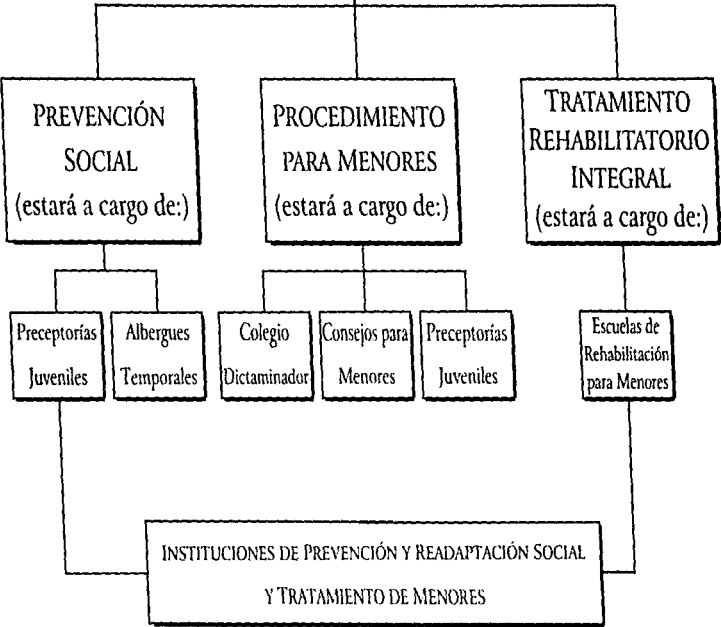 PREVENCIÓN
SOCIAL
(estará a cargo de:)
PROCEDIMIENTO
PARA MENORES
(estará a cargo de:)
TRATAMIENTO
REHABILITATORIO
INTEGRAL
(estará a cargo de:)
Preceptorías
Juveniles
Albergues
Temporales
Colegio
Dictaminador
Consejos para
Menores
Preceptorías
Juveniles
Escuelas de
Rehabilitación
para Menores
INSTITUCIONES DE PREVENCIÓN Y READAPTACIÓN SOCIAL
Y TRATAMIENTO DE MENORES